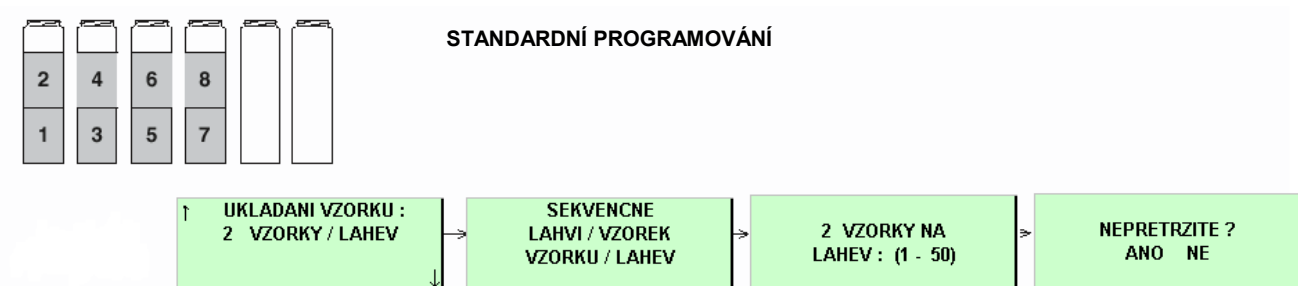 STANDARDNÍ PROGRAMOVÁNÍ
2 4 6 8
1 3 5 7
↑ UKLADANI VZORKU :
2 VZORKY / LAHEV
↓
SEKVENCNE
LAHVI / VZOREK
VZORKU / LAHEV
2 VZORKY NA
LAHEV : (1 - 50)
NEPRETRZITE ?
ANO NE